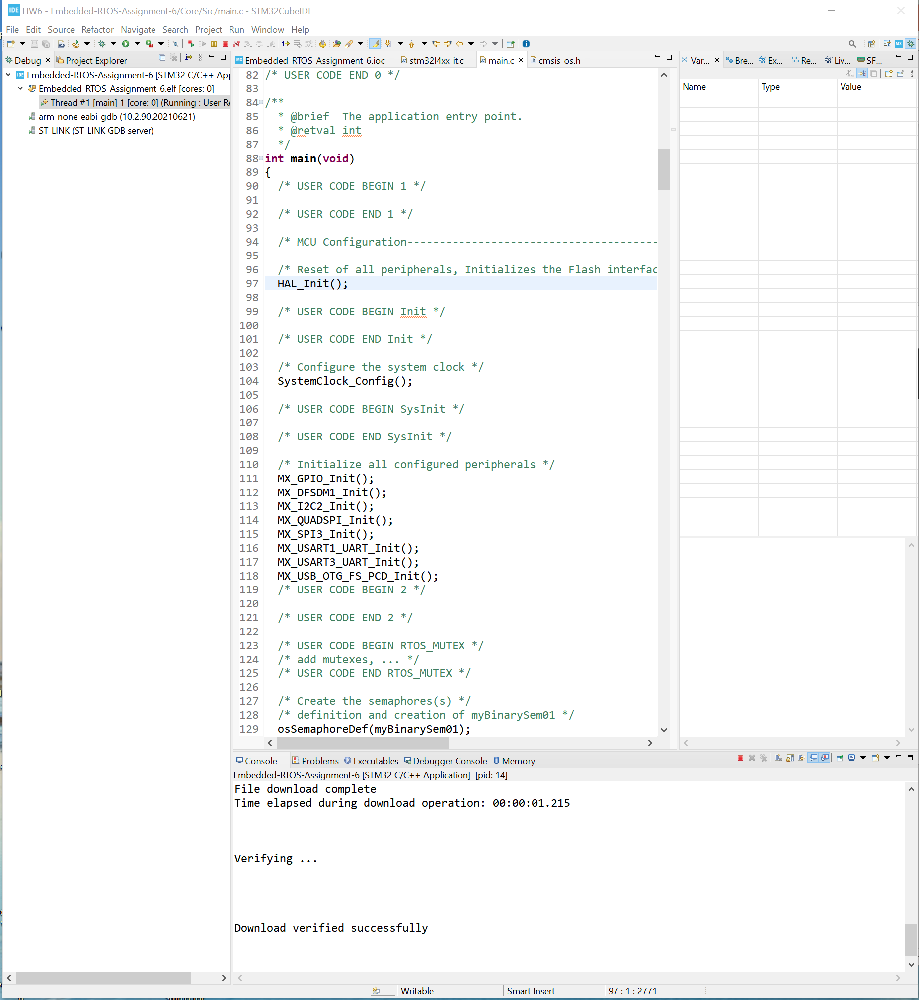 IDE HW6 - Embedded-RTOS-Assignment-6/Core/Src/main.c - STM32CubeIDE
File Edit Source Refactor Navigate Search Project Run Window Help
Debug Project Explorer
Embedded-RTOS-Assignment-6 [STM32 C/C++ App
Embedded-RTOS-Assignment-6.elf [cores: 0]
Thread #1 [main] 1 [core: 0] (Running : User Re
arm-none-eabi-gdb (10.2.90.20210621)
ST-LINK (ST-LINK GDB server)
Embedded-RTOS-Assignment-6.ioc stm32l4xx_it.c main.c cmsis_os.h
82 /* USER CODE END 0 */
83
84 /**
85 * @brief  The application entry point.
86 * @retval int
87 */
88 int main(void)
89 {
90 /* USER CODE BEGIN 1 */
91
92 /* USER CODE END 1 */
93
94 /* MCU Configuration---------------------------------------
95
96 /* Reset of all peripherals, Initializes the Flash interfac
97 HAL_Init();
98
99 /* USER CODE BEGIN Init */
100
101 /* USER CODE END Init */
102
103 /* Configure the system clock */
104 SystemClock_Config();
105
106 /* USER CODE BEGIN SysInit */
107
108 /* USER CODE END SysInit */
109
110 /* Initialize all configured peripherals */
111 MX_GPIO_Init();
112 MX_DFSDM1_Init();
113 MX_I2C2_Init();
114 MX_QUADSPI_Init();
115 MX_SPI3_Init();
116 MX_USART1_UART_Init();
117 MX_USART3_UART_Init();
118 MX_USB_OTG_FS_PCD_Init();
119 /* USER CODE BEGIN 2 */
120
121 /* USER CODE END 2 */
122
123 /* USER CODE BEGIN RTOS_MUTEX */
124 /* add mutexes, ... */
125 /* USER CODE END RTOS_MUTEX */
126
127 /* Create the semaphores(s) */
128 /* definition and creation of myBinarySem01 */
129 osSemaphoreDef(myBinarySem01);
Var... Bre... Ex... Re... Liv... SF...
Name Type Value
Console Problems Executables Debugger Console Memory
Embedded-RTOS-Assignment-6 [STM32 C/C++ Application] [pid: 14]
File download complete
Time elapsed during download operation: 00:00:01.215
Verifying ...
Download verified successfully
Writable Smart Insert 97 : 1 : 2771